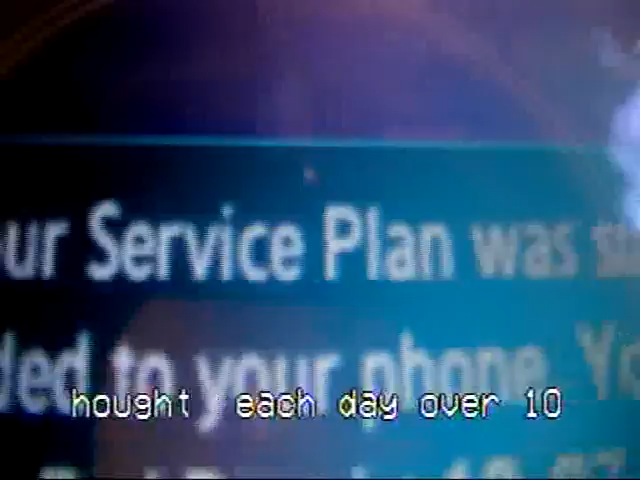 ur Service Plan was
ded to your phone. Yo
hought each day over 10